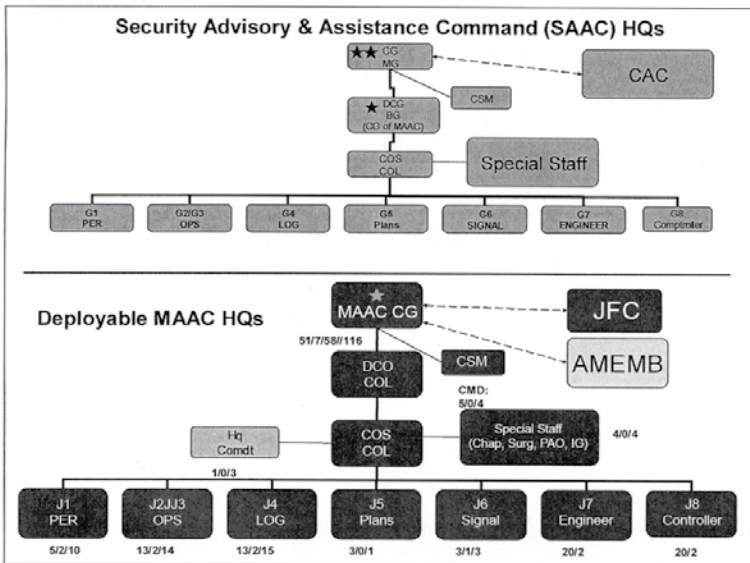 Security Advisory & Assistance Command (SAAC) HQs
CG
MG
CAC
CSM
DCG
BG
(CG of MAAC)
COS
COL
Special Staff
G1
PER
G2/G3
OPS
G4
LOG
G5
Plans
G6
SIGNAL
G7
ENGINEER
G8
Comptroller
Deployable MAAC HQs
MAAC CG
JFC
51/7/58//116
AMEMB
CSM
DCO
COL
CMD:
5/0/4
Hq
Comdt
COS
COL
Special Staff
(Chap, Surg, PAO, IG)
4/0/4
1/0/3
J1
PER
J2JJ3
OPS
J4
LOG
J5
Plans
J6
Signal
J7
Engineer
J8
Controller
5/2/10
13/2/14
13/2/15
3/0/1
3/1/3
20/2
20/2